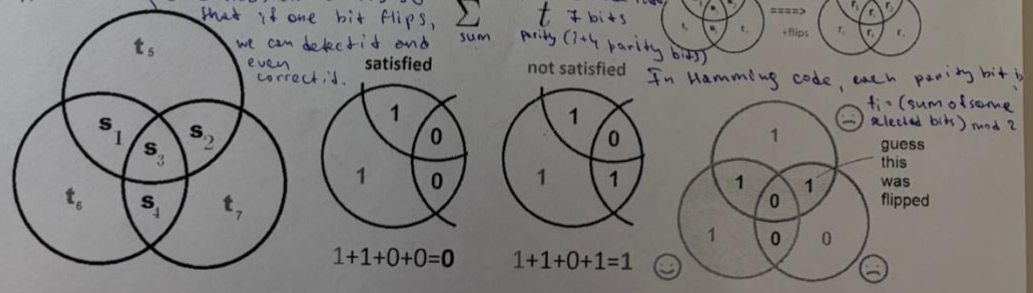 that if one bit flips,
we can detect it and
even
correct it.
Σ
sum
t 7 bits
parity (7,4 parity bits)
====>
+flips
In Hamming code, each parity bit is
ti = (sum of some
selected bits) mod 2
t5
s1
s2
s3
s4
t6
t7
satisfied
1
0
1
0
1+1+0+0=0
not satisfied
1
0
1
1
1+1+0+1=1
1
1
1
0
1
0
0
guess
this
was
flipped